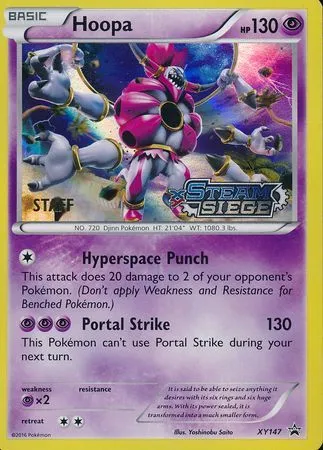 BASIC
Hoopa
HP 130
STAFF
XY
STEAM
SIEGE
NO. 720 Djinn Pokémon HT: 21'04" WT: 1080.3 lbs.
Hyperspace Punch
This attack does 20 damage to 2 of your opponent's
Pokémon. (Don't apply Weakness and Resistance for
Benched Pokémon.)
Portal Strike 130
This Pokémon can't use Portal Strike during your
next turn.
weakness
×2
resistance
retreat
It is said to be able to seize anything it
desires with its six rings and six huge
arms. With its power sealed, it is
transformed into a much smaller form.
©2016 Pokémon
Illus. Yoshinobu Saito
XY147
PROMO